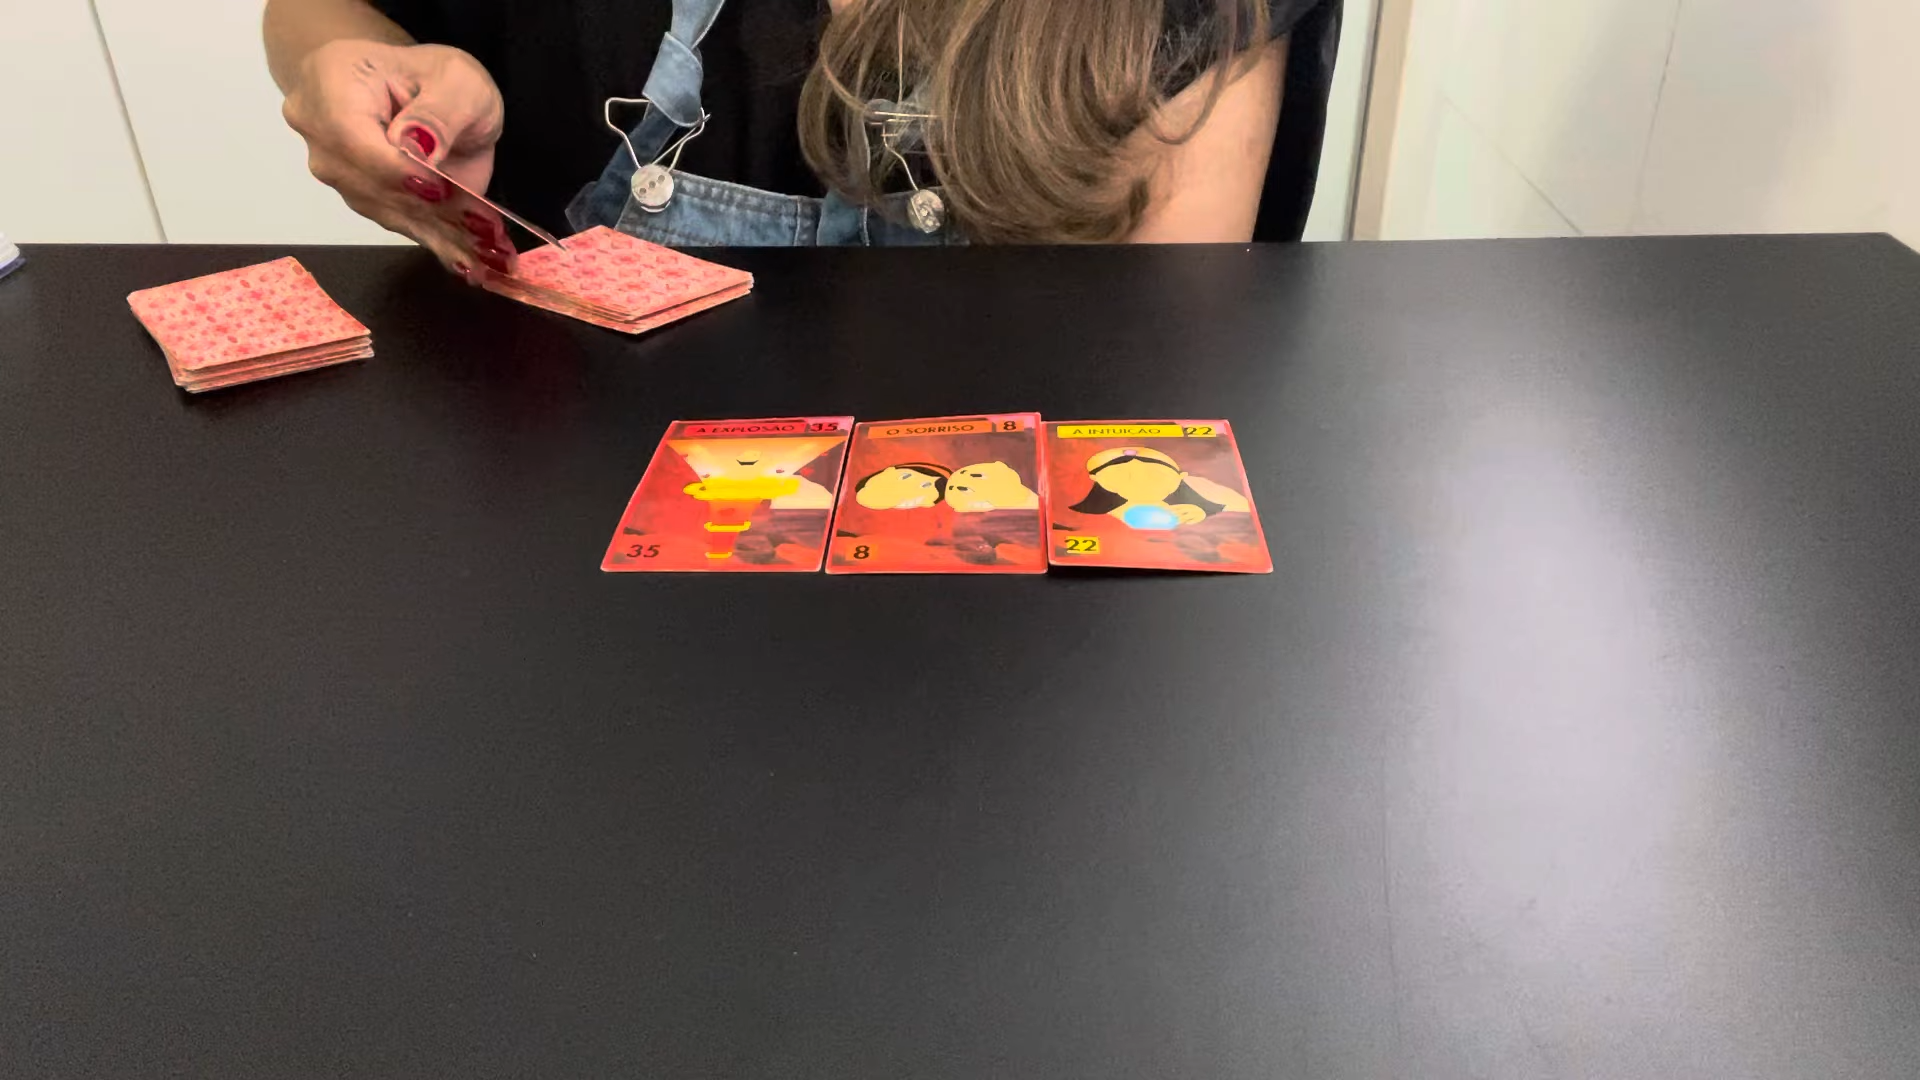 A EXPLOSÃO 35
35
O SORRISO 8
8
A INTUIÇÃO 22
22